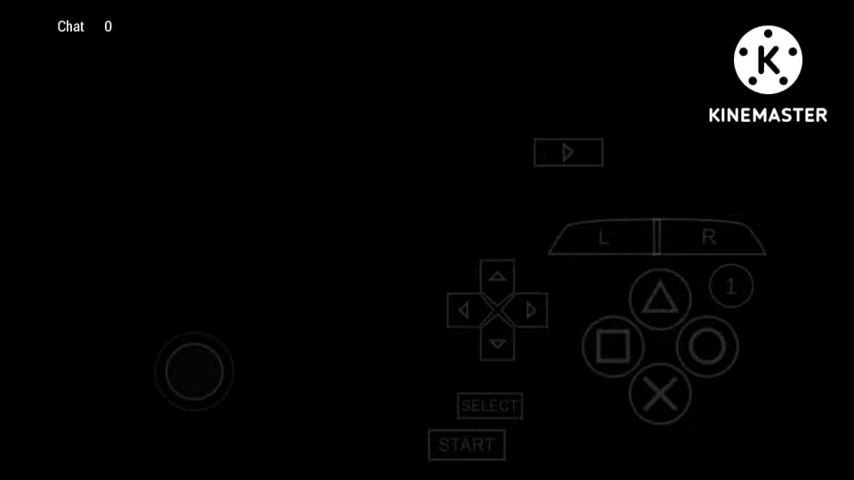 Chat 0
K
KINEMASTER
L R
1
SELECT
START